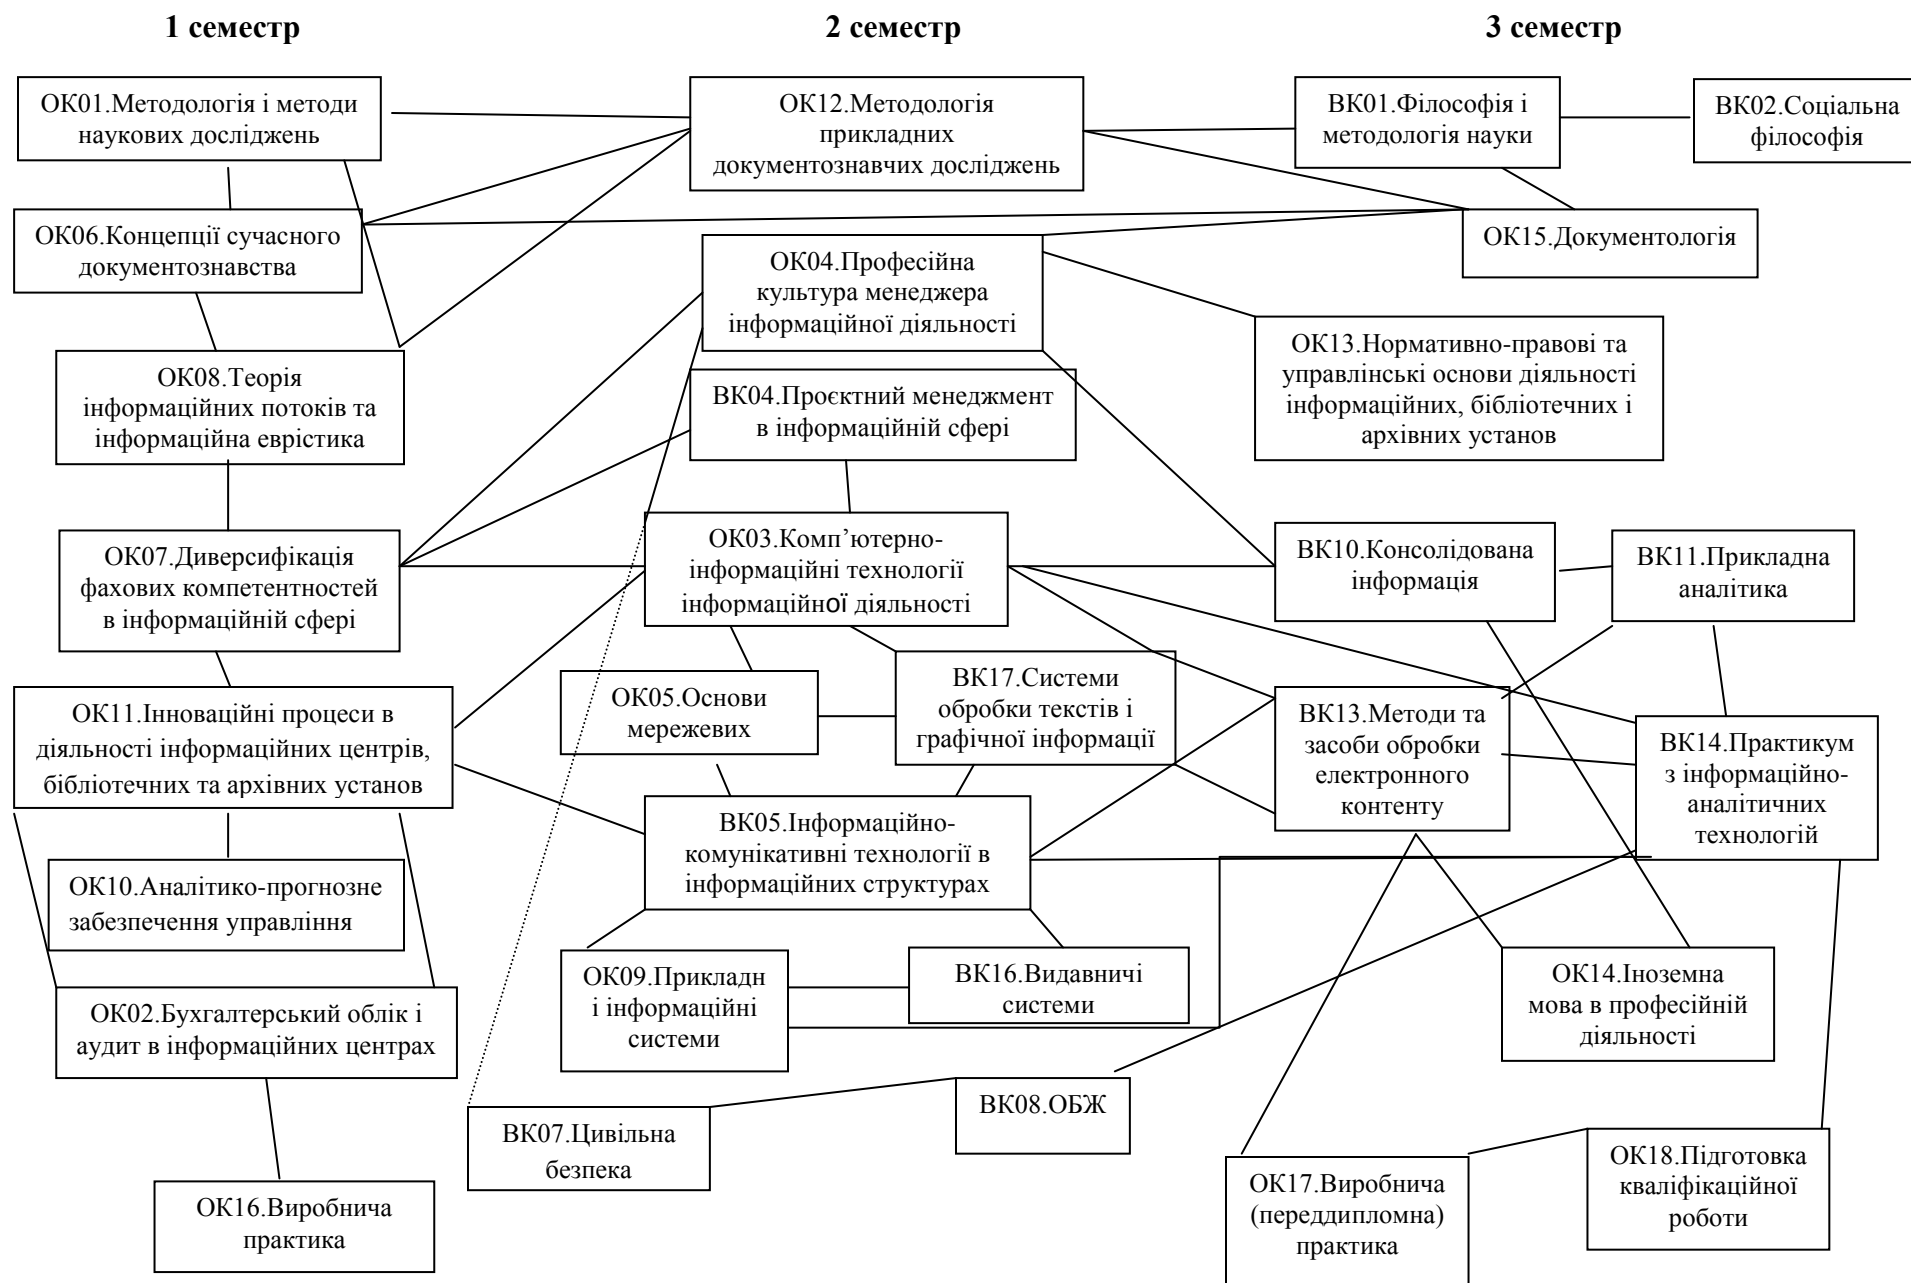 1 семестр
2 семестр
3 семестр
ОК01.Методологія і методи
наукових досліджень
ОК12.Методологія
прикладних
документознавчих досліджень
ВК01.Філософія і
методологія науки
ВК02.Соціальна
філософія
ОК06.Концепції сучасного
документознавства
ОК04.Професійна
культура менеджера
інформаційної діяльності
ОК15.Документологія
ОК13.Нормативно-правові та
управлінські основи діяльності
інформаційних, бібліотечних і
архівних установ
ОК08.Теорія
інформаційних потоків та
інформаційна еврістика
ВК04.Проєктний менеджмент
в інформаційній сфері
ОК07.Диверсифікація
фахових компетентностей
в інформаційній сфері
ОК03.Комп’ютерно-
інформаційні технології
інформаційної діяльності
ВК10.Консолідована
інформація
ВК11.Прикладна
аналітика
ОК11.Інноваційні процеси в
діяльності інформаційних центрів,
бібліотечних та архівних установ
ОК05.Основи
мережевих
ВК17.Системи
обробки текстів і
графічної інформації
ВК13.Методи та
засоби обробки
електронного
контенту
ВК14.Практикум
з інформаційно-
аналітичних
технологій
ОК10.Аналітико-прогнозне
забезпечення управління
ВК05.Інформаційно-
комунікативні технології в
інформаційних структурах
ОК02.Бухгалтерський облік і
аудит в інформаційних центрах
ОК09.Прикладн
і інформаційні
системи
ВК16.Видавничі
системи
ОК14.Іноземна
мова в професійній
діяльності
ВК07.Цивільна
безпека
ВК08.ОБЖ
ОК16.Виробнича
практика
ОК17.Виробнича
(переддипломна)
практика
ОК18.Підготовка
кваліфікаційної
роботи